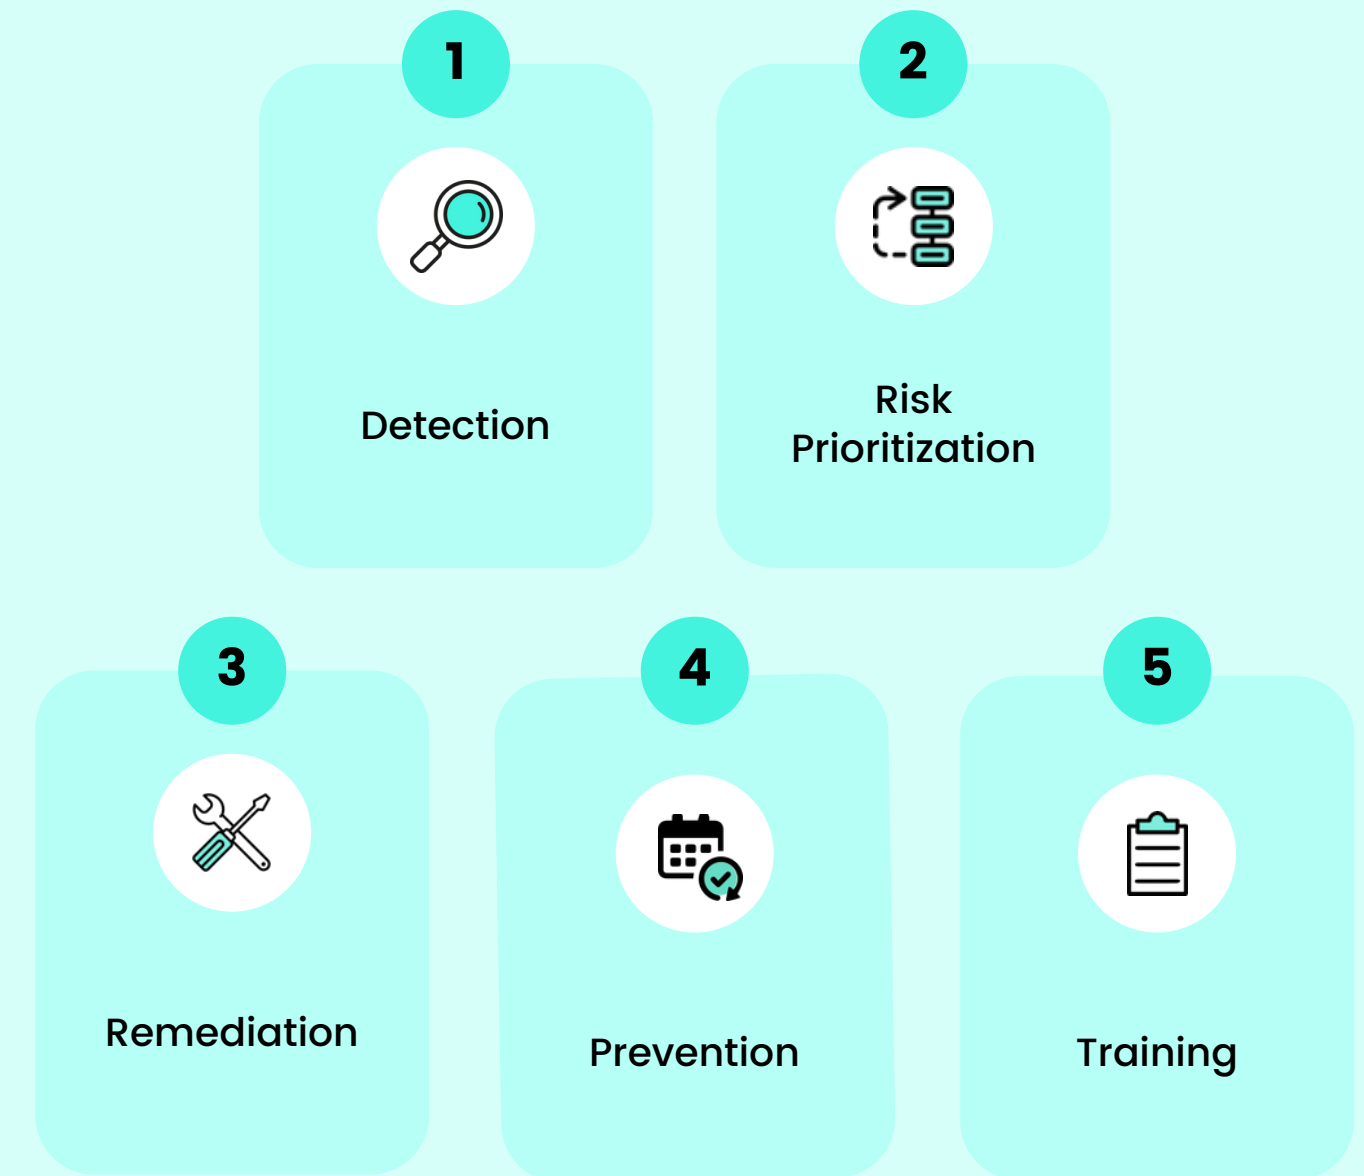 1
Detection
2
Risk
Prioritization
3
Remediation
4
Prevention
5
Training